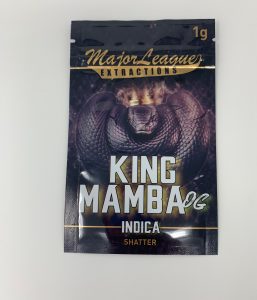 1g
Major League
EXTRACTIONS
KING
MAMBA OG
INDICA
SHATTER